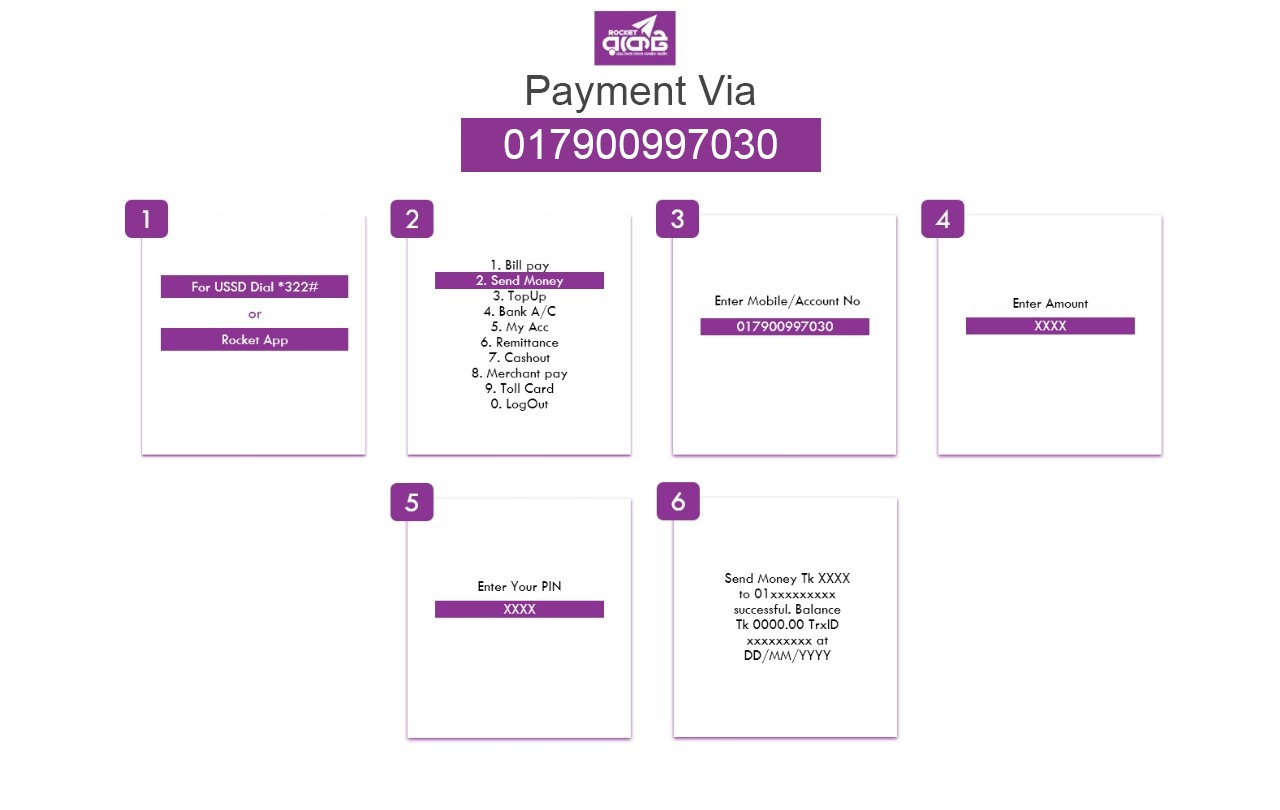 ROCKET
রকেট
Payment Via
017900997030
1
For USSD Dial *322#
or
Rocket App
2
1. Bill pay
2. Send Money
3. TopUp
4. Bank A/C
5. My Acc
6. Remittance
7. Cashout
8. Merchant pay
9. Toll Card
0. LogOut
3
Enter Mobile/Account No
017900997030
4
Enter Amount
XXXX
5
Enter Your PIN
XXXX
6
Send Money Tk XXXX
to 01xxxxxxxxx
successful. Balance
Tk 0000.00 TrxID
xxxxxxxxx at
DD/MM/YYYY